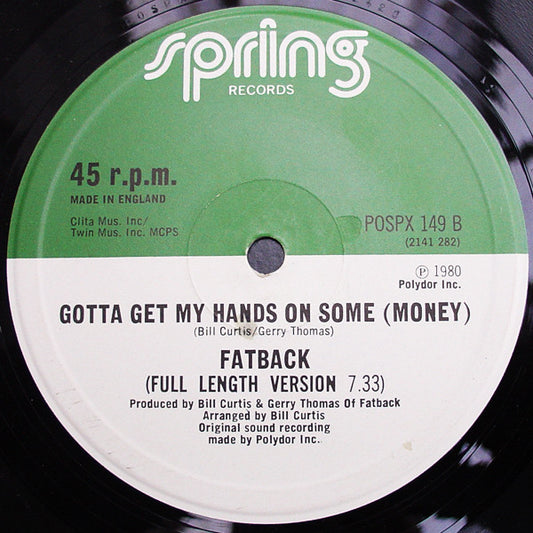 spring
RECORDS
45 r.p.m.
MADE IN ENGLAND
Clita Mus. Inc/
Twin Mus. Inc. MCPS
POSPX 149 B
(2141 282)
℗ 1980
Polydor Inc.
GOTTA GET MY HANDS ON SOME (MONEY)
(Bill Curtis/Gerry Thomas)
FATBACK
(FULL LENGTH VERSION 7.33)
Produced by Bill Curtis & Gerry Thomas Of Fatback
Arranged by Bill Curtis
Original sound recording
made by Polydor Inc.